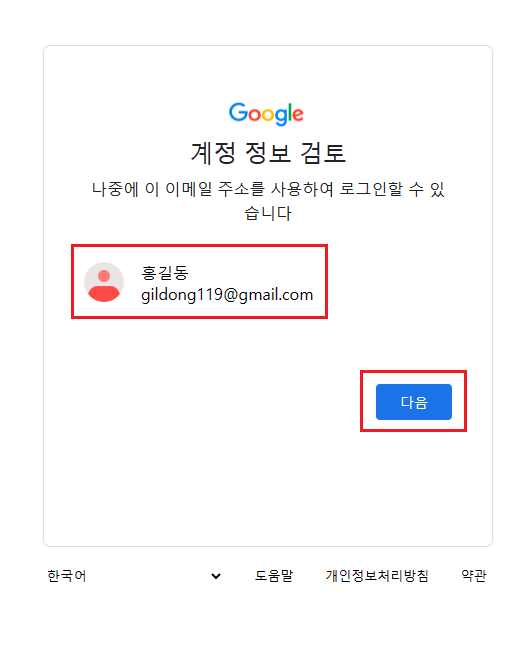 Google
계정 정보 검토
나중에 이 이메일 주소를 사용하여 로그인할 수 있
습니다
홍길동
gildong119@gmail.com
다음
한국어 도움말 개인정보처리방침 약관